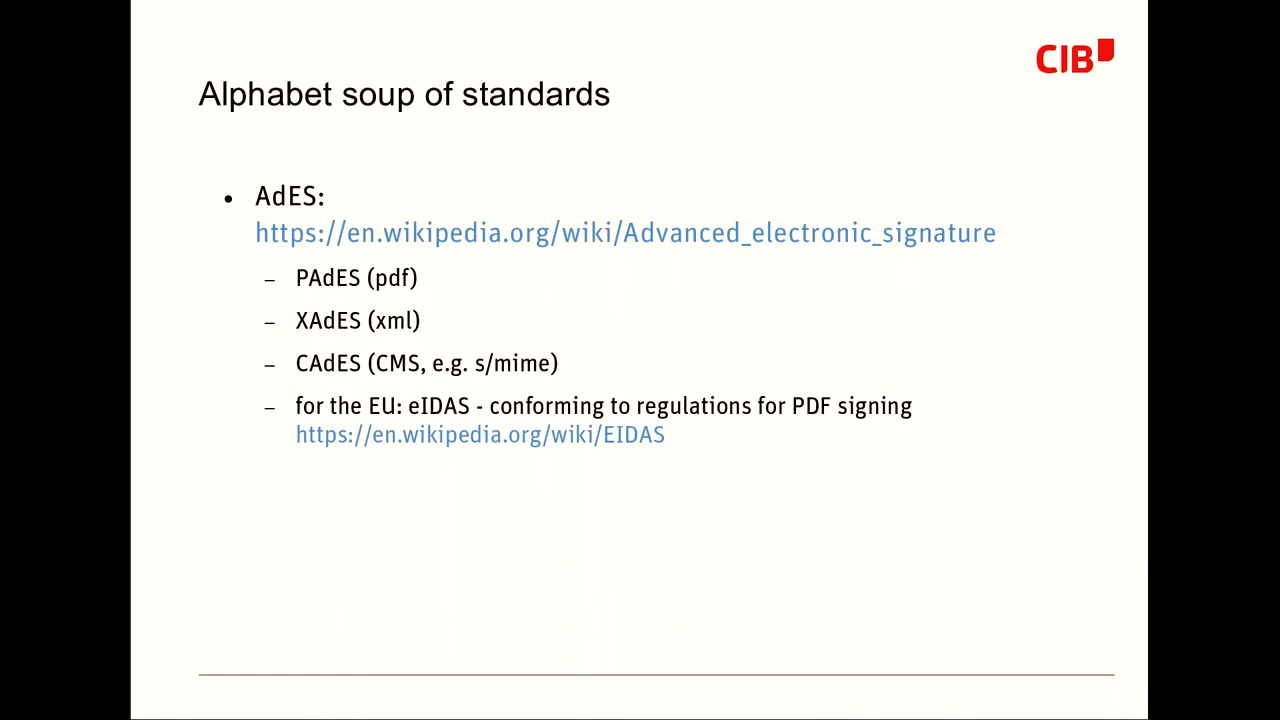 CIB
Alphabet soup of standards
• AdES:
https://en.wikipedia.org/wiki/Advanced_electronic_signature
– PAdES (pdf)
– XAdES (xml)
– CAdES (CMS, e.g. s/mime)
– for the EU: eIDAS - conforming to regulations for PDF signing
https://en.wikipedia.org/wiki/EIDAS